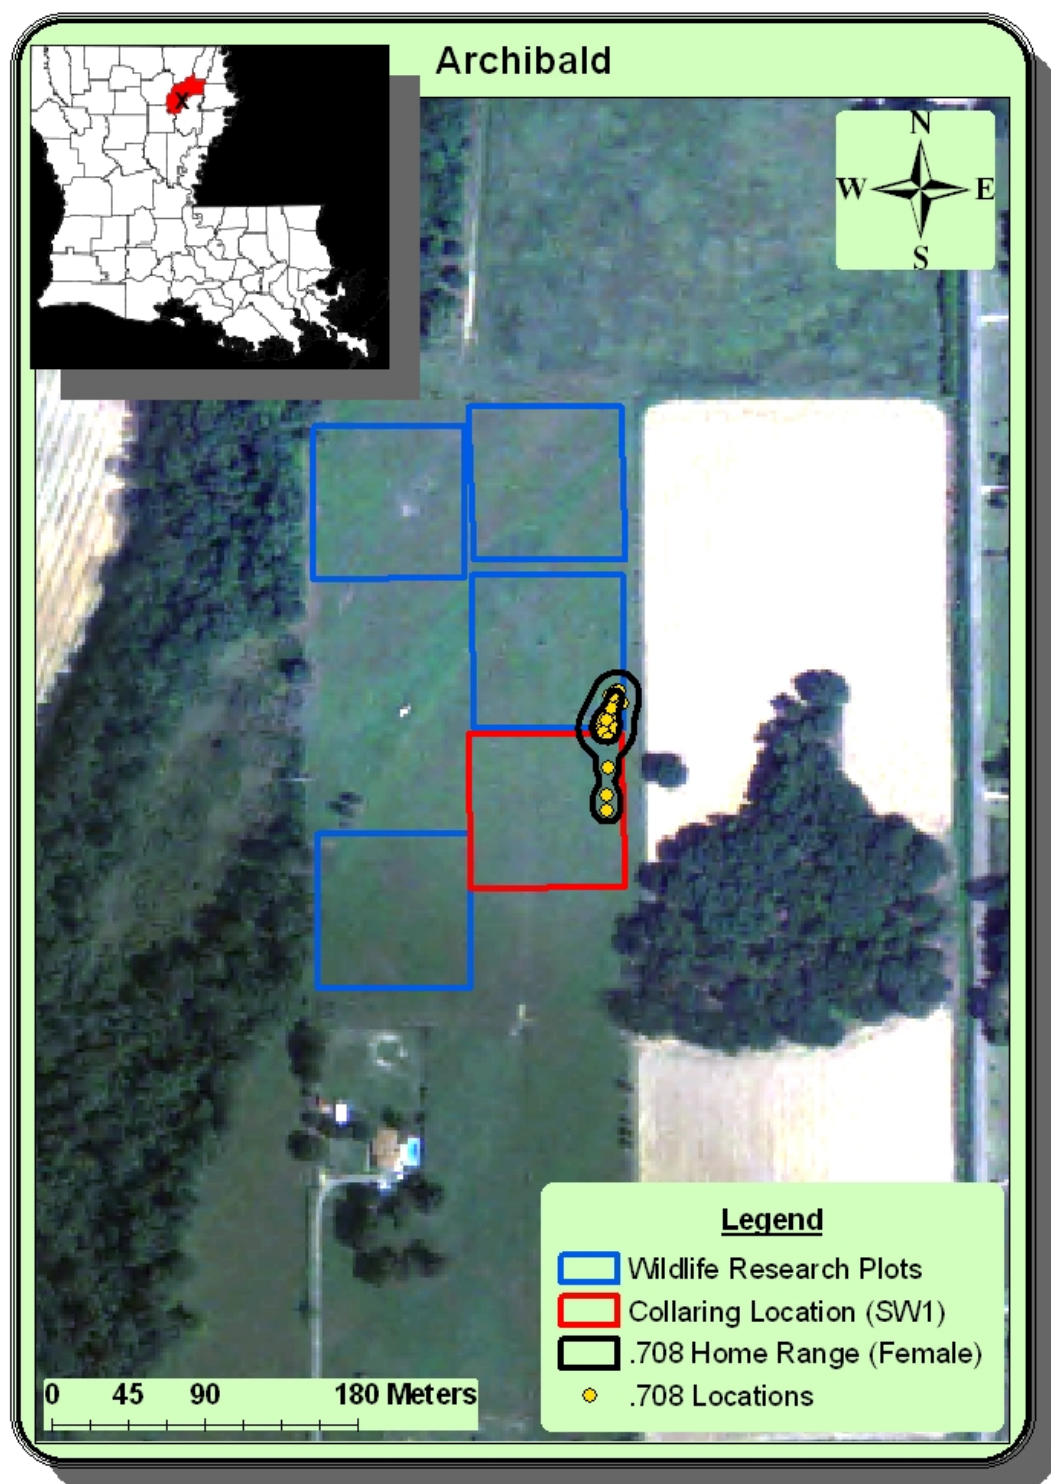 Archibald
X
N
W E
S
Legend
Wildlife Research Plots
Collaring Location (SW1)
.708 Home Range (Female)
.708 Locations
0 45 90 180 Meters